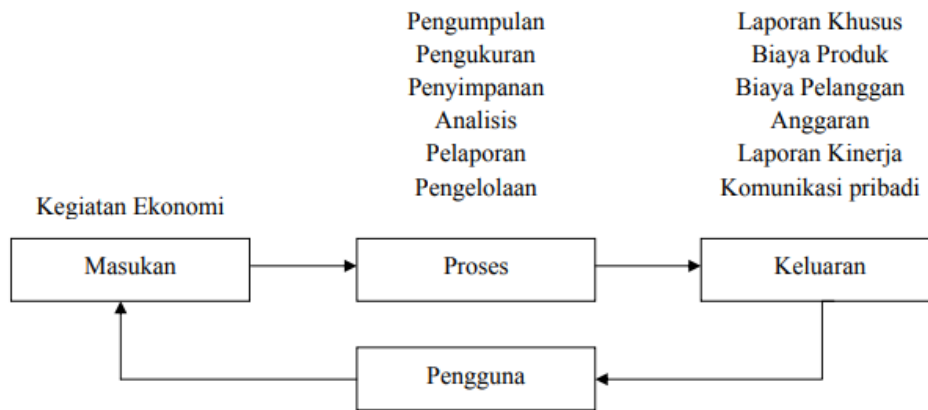 Pengumpulan
Pengukuran
Penyimpanan
Analisis
Pelaporan
Pengelolaan
Laporan Khusus
Biaya Produk
Biaya Pelanggan
Anggaran
Laporan Kinerja
Komunikasi pribadi
Kegiatan Ekonomi
Masukan
Proses
Keluaran
Pengguna